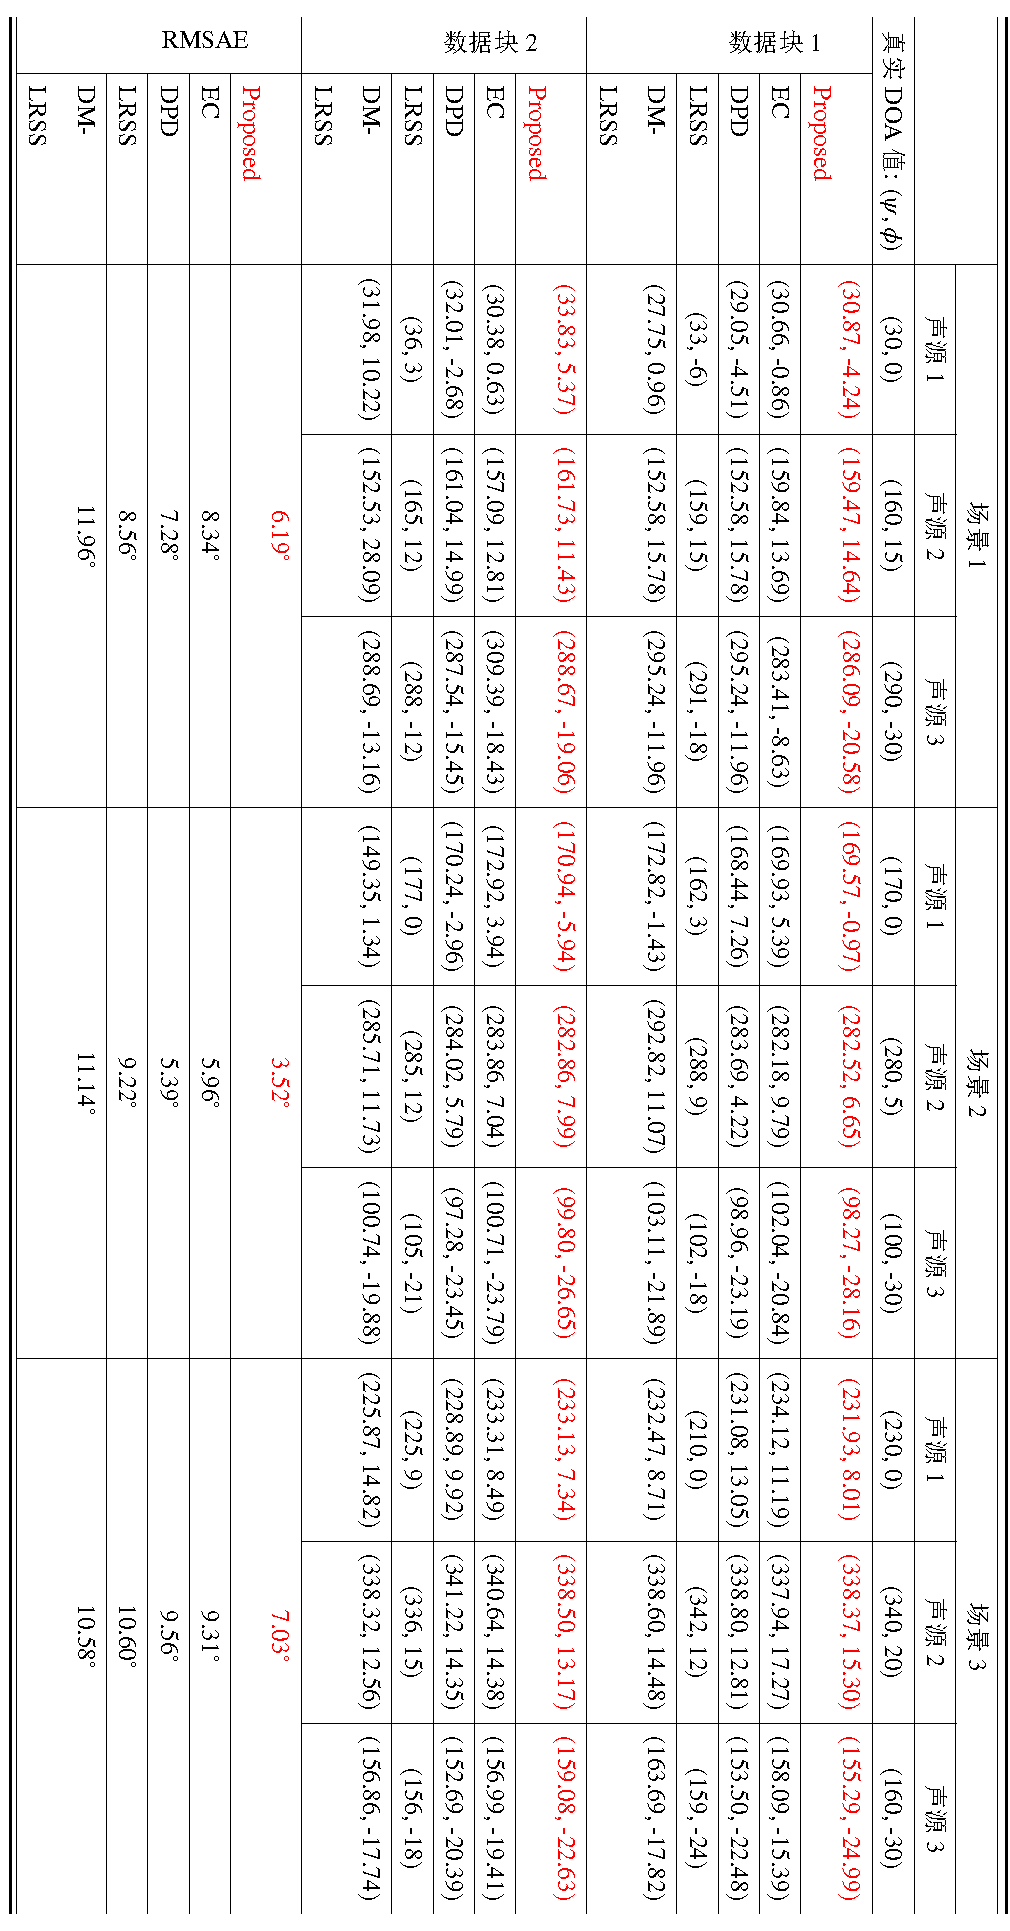 场景 1 场景 2 场景 3
声源 1 声源 2 声源 3 声源 1 声源 2 声源 3 声源 1 声源 2 声源 3
真实 DOA 值: (ψ, ϕ) (30, 0) (160, 15) (290, -30) (170, 0) (280, 5) (100, -30) (230, 0) (340, 20) (160, -30)
数据块 1
Proposed (30.87, -4.24) (159.47, 14.64) (286.09, -20.58) (169.57, -0.97) (282.52, 6.65) (98.27, -28.16) (231.93, 8.01) (338.37, 15.30) (155.29, -24.99)
EC (30.66, -0.86) (159.84, 13.69) (283.41, -8.63) (169.93, 5.39) (282.18, 9.79) (102.04, -20.84) (234.12, 11.19) (337.94, 17.27) (158.09, -15.39)
DPD (29.05, -4.51) (152.58, 15.78) (295.24, -11.96) (168.44, 7.26) (283.69, 4.22) (98.96, -23.19) (231.08, 13.05) (338.80, 12.81) (153.50, -22.48)
LRSS (33, -6) (159, 15) (291, -18) (162, 3) (288, 9) (102, -18) (210, 0) (342, 12) (159, -24)
DM- (27.75, 0.96) (152.58, 15.78) (295.24, -11.96) (172.82, -1.43) (292.82, 11.07) (103.11, -21.89) (232.47, 8.71) (338.60, 14.48) (163.69, -17.82)
LRSS
数据块 2
Proposed (33.83, 5.37) (161.73, 11.43) (288.67, -19.06) (170.94, -5.94) (282.86, 7.99) (99.80, -26.65) (233.13, 7.34) (338.50, 13.17) (159.08, -22.63)
EC (30.38, 0.63) (157.09, 12.81) (309.39, -18.43) (172.92, 3.94) (283.86, 7.04) (100.71, -23.79) (233.31, 8.49) (340.64, 14.38) (156.99, -19.41)
DPD (32.01, -2.68) (161.04, 14.99) (287.54, -15.45) (170.24, -2.96) (284.02, 5.79) (97.28, -23.45) (228.89, 9.92) (341.22, 14.35) (152.69, -20.39)
LRSS (36, 3) (165, 12) (288, -12) (177, 0) (285, 12) (105, -21) (225, 9) (336, 15) (156, -18)
DM- (31.98, 10.22) (152.53, 28.09) (288.69, -13.16) (149.35, 1.34) (285.71, 11.73) (100.74, -19.88) (225.87, 14.82) (338.32, 12.56) (156.86, -17.74)
LRSS
RMSAE
Proposed 6.19° 3.52° 7.03°
EC 8.34° 5.96° 9.31°
DPD 7.28° 5.39° 9.56°
LRSS 8.56° 9.22° 10.60°
DM- 11.96° 11.14° 10.58°
LRSS